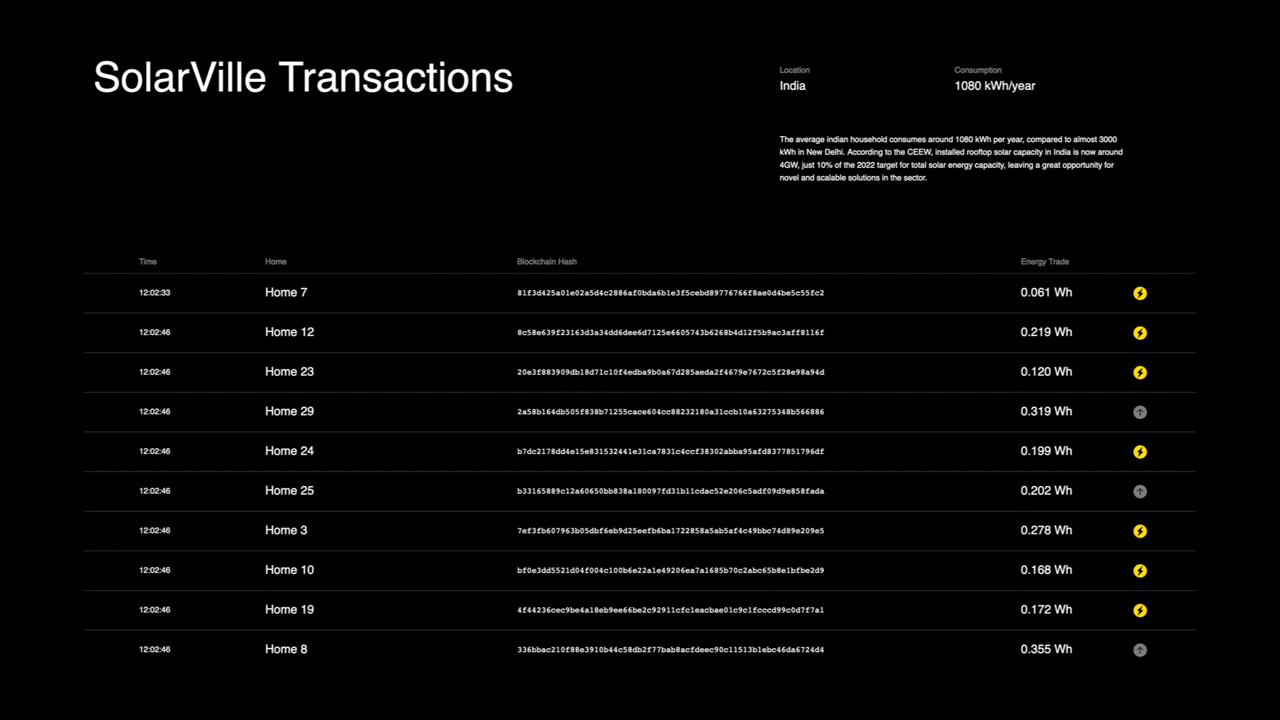 SolarVille Transactions
Location
India
Consumption
1080 kWh/year
The average indian household consumes around 1080 kWh per year, compared to almost 3000
kWh in New Delhi. According to the CEEW, installed rooftop solar capacity in India is now around
4GW, just 10% of the 2022 target for total solar energy capacity, leaving a great opportunity for
novel and scalable solutions in the sector.
Time Home Blockchain Hash Energy Trade
12:02:33 Home 7 81f3d425a01e02a5d4c2886af0bda6b1e3f5cebd89776766f8ae0d4be5c55fc2 0.061 Wh
12:02:46 Home 12 8c58e639f23163d3a34dd6dee6d7125e6605743b6268b4d12f5b9ac3aff8116f 0.219 Wh
12:02:46 Home 23 20e3f883909db18d71c10f4edba9b0a67d285aeda2f4679e7672c5f28e98a94d 0.120 Wh
12:02:46 Home 29 2a58b164db505f838b71255cace604cc88232180a31ccb10a63275348b566886 0.319 Wh
12:02:46 Home 24 b7dc2178dd4e15e831532441e31ca7831c4ccf38302abba95afd8377851796df 0.199 Wh
12:02:46 Home 25 b33165889c12a60650bb838a180097fd31b11cdac52e206c5adf09d9e858fada 0.202 Wh
12:02:46 Home 3 7ef3fb607963b05dbf6eb9d25eefb6ba1722858a5ab5af4c49bbc74d89e209e5 0.278 Wh
12:02:46 Home 10 bf0e3dd5521d04f004c100b6e22a1e49206ea7a1685b70c2abc65b8e1bfbe2d9 0.168 Wh
12:02:46 Home 19 4f44236cec9be4a18eb9ee66be2c92911cfc1eacbae01c9c1fcccd99c0d7f7a1 0.172 Wh
12:02:46 Home 8 336bbac210f88e3910b44c58db2f77bab8acfdeec90c11513b1ebc46da6724d4 0.355 Wh